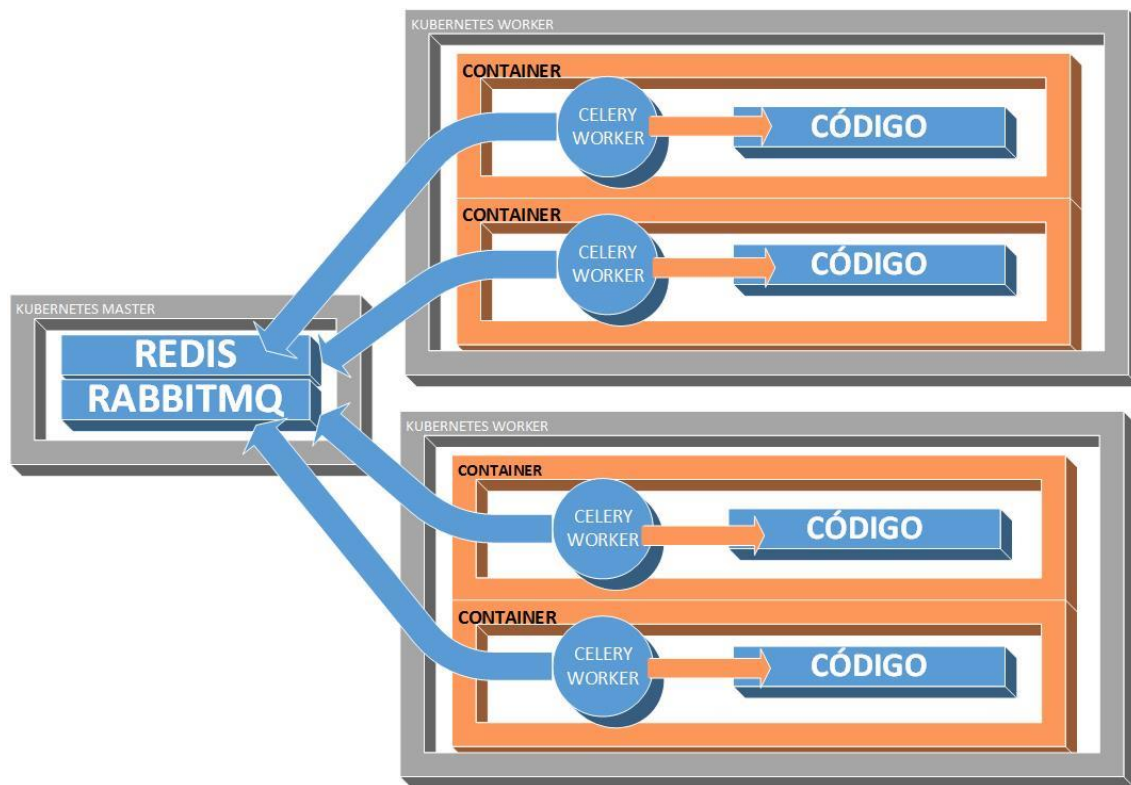 KUBERNETES WORKER
CONTAINER
CELERY
WORKER
CÓDIGO
CONTAINER
CELERY
WORKER
CÓDIGO
KUBERNETES MASTER
REDIS
RABBITMQ
KUBERNETES WORKER
CONTAINER
CELERY
WORKER
CÓDIGO
CONTAINER
CELERY
WORKER
CÓDIGO